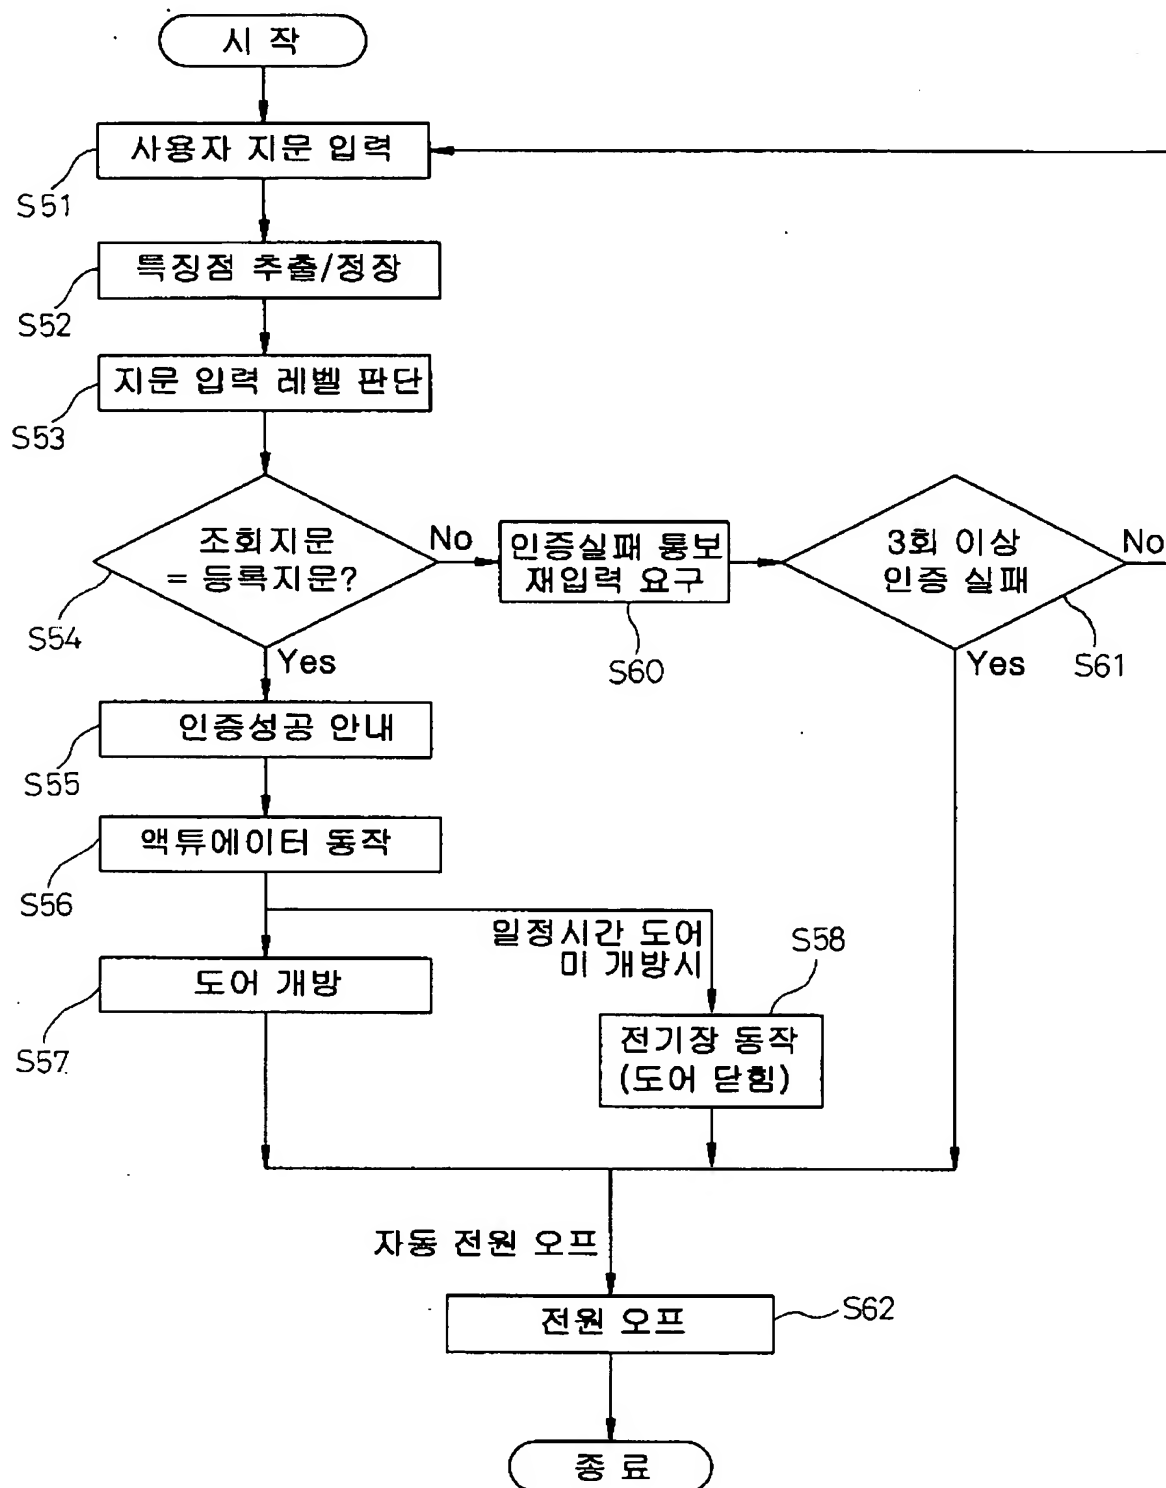 시 작
사용자 지문 입력
S51
특징점 추출/정장
S52
지문 입력 레벨 판단
S53
조회지문
= 등록지문?
S54
No
인증실패 통보
재입력 요구
S60
3회 이상
인증 실패
No
S61
Yes
Yes
인증성공 안내
S55
액튜에이터 동작
S56
일정시간 도어
미 개방시
S58
도어 개방
S57
전기장 동작
(도어 닫힘)
자동 전원 오프
전원 오프
S62
종 료